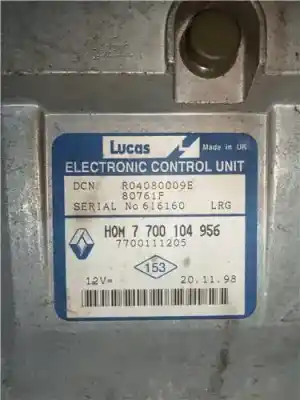 Lucas Made in UK
ELECTRONIC CONTROL UNIT
DCN R04080009E
80761F
SERIAL No 616160 LRG
HOM 7 700 104 956
7700111205
153
12V= 20.11.98